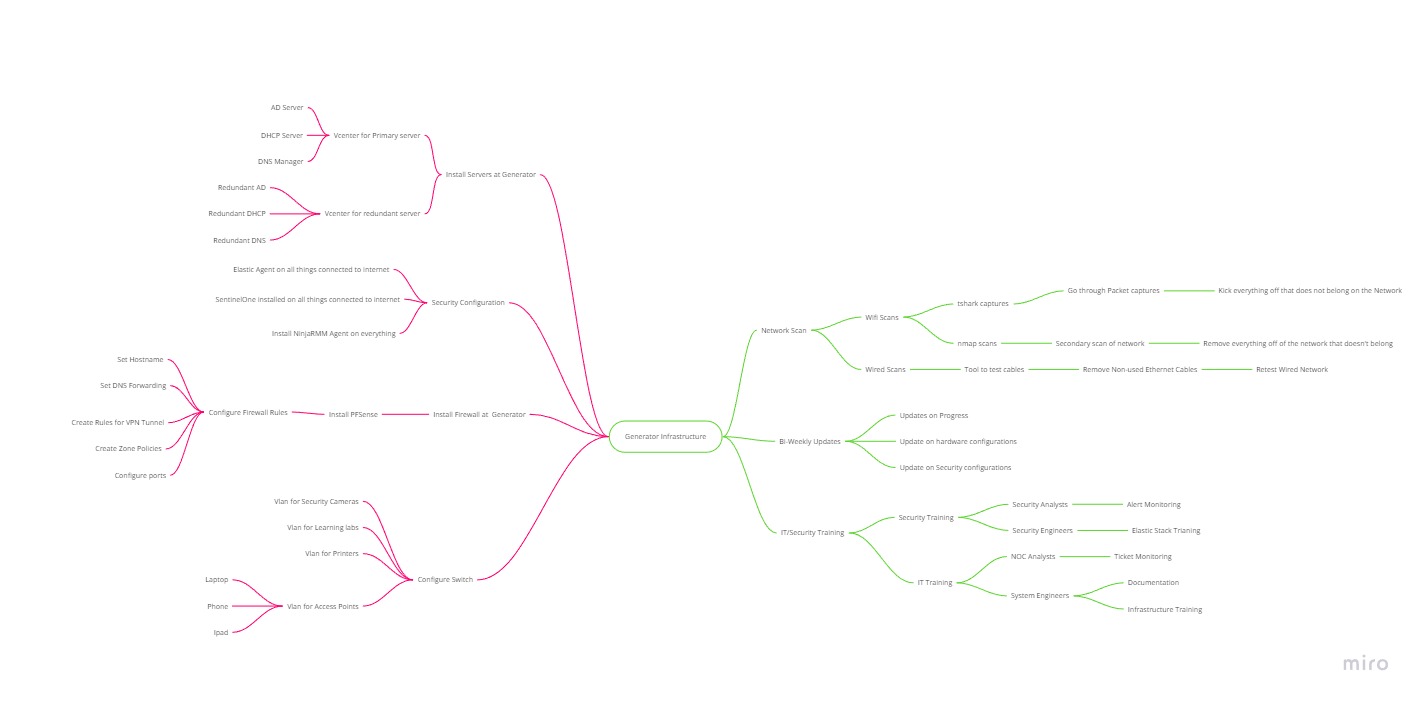 AD Server
DHCP Server
DNS Manager
Vcenter for Primary server
Redundant AD
Redundant DHCP
Redundant DNS
Vcenter for redundant server
Install Servers at Generator
Elastic Agent on all things connected to internet
SentinelOne installed on all things connected to internet
Install NinjaRMM Agent on everything
Security Configuration
Set Hostname
Set DNS Forwarding
Create Rules for VPN Tunnel
Create Zone Policies
Configure ports
Configure Firewall Rules
Install PFSense
Install Firewall at Generator
Vlan for Security Cameras
Vlan for Learning labs
Vlan for Printers
Laptop
Phone
Ipad
Vlan for Access Points
Configure Switch
Generator Infrastructure
Network Scan
Wifi Scans
tshark captures
Go through Packet captures
Kick everything off that does not belong on the Network
nmap scans
Secondary scan of network
Remove everything off of the network that doesn't belong
Wired Scans
Tool to test cables
Remove Non-used Ethernet Cables
Retest Wired Network
Bi-Weekly Updates
Updates on Progress
Update on hardware configurations
Update on Security configurations
IT/Security Training
Security Training
Security Analysts
Alert Monitoring
Security Engineers
Elastic Stack Trianing
IT Training
NOC Analysts
Ticket Monitoring
System Engineers
Documentation
Infrastructure Training
miro